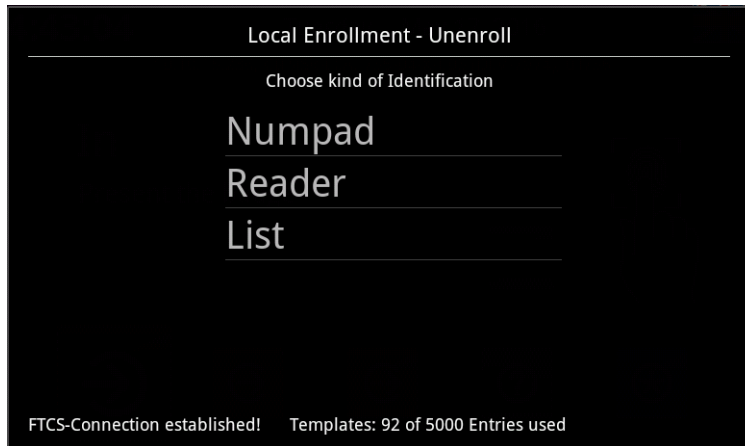 Local Enrollment - Unenroll
Choose kind of Identification
Numpad
Reader
List
FTCS-Connection established! Templates: 92 of 5000 Entries used